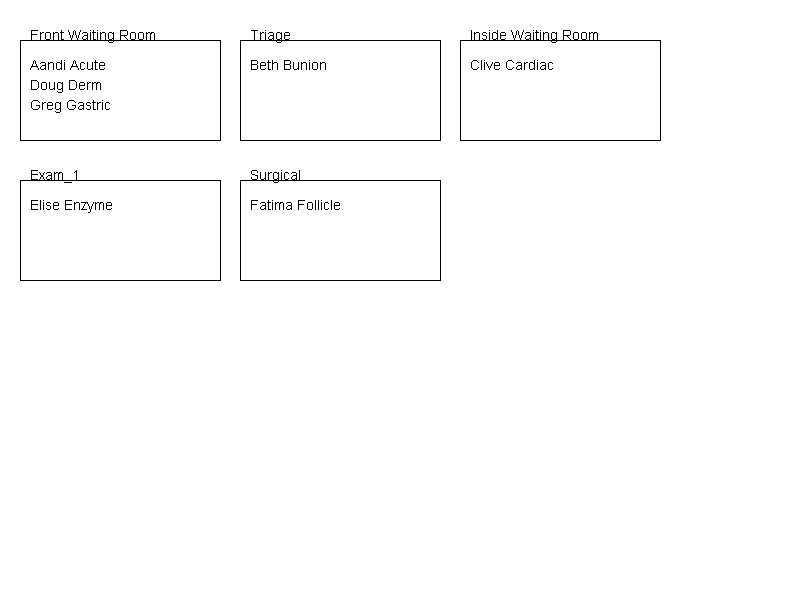 Front Waiting Room
Aandi Acute
Doug Derm
Greg Gastric
Triage
Beth Bunion
Inside Waiting Room
Clive Cardiac
Exam_1
Elise Enzyme
Surgical
Fatima Follicle